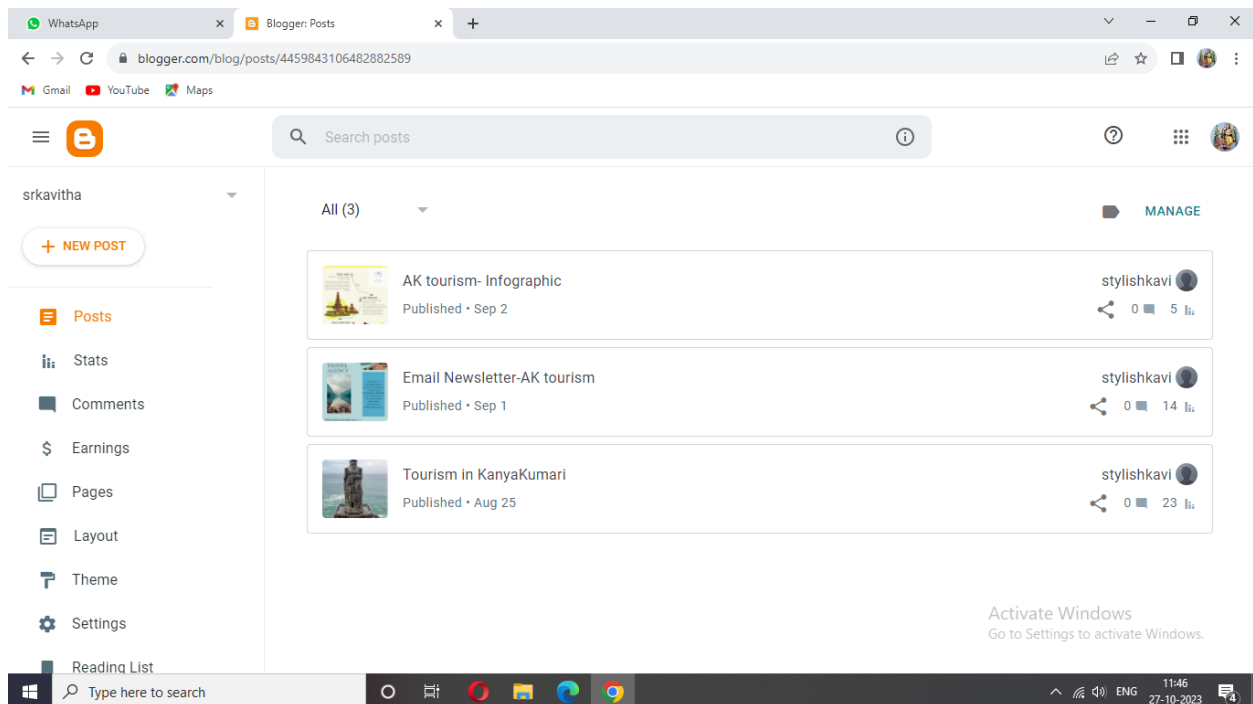 WhatsApp
Blogger: Posts
blogger.com/blog/posts/4459843106482882589
Gmail YouTube Maps
Search posts
srkavitha
All (3)
MANAGE
NEW POST
AK tourism- Infographic
stylishkavi
Published • Sep 2
0 5
Posts
Stats
Email Newsletter-AK tourism
stylishkavi
Published • Sep 1
0 14
Comments
Earnings
Tourism in KanyaKumari
stylishkavi
Published • Aug 25
0 23
Pages
Layout
Theme
Settings
Reading List
Activate Windows
Go to Settings to activate Windows.
Type here to search
ENG
11:46
27-10-2023
4